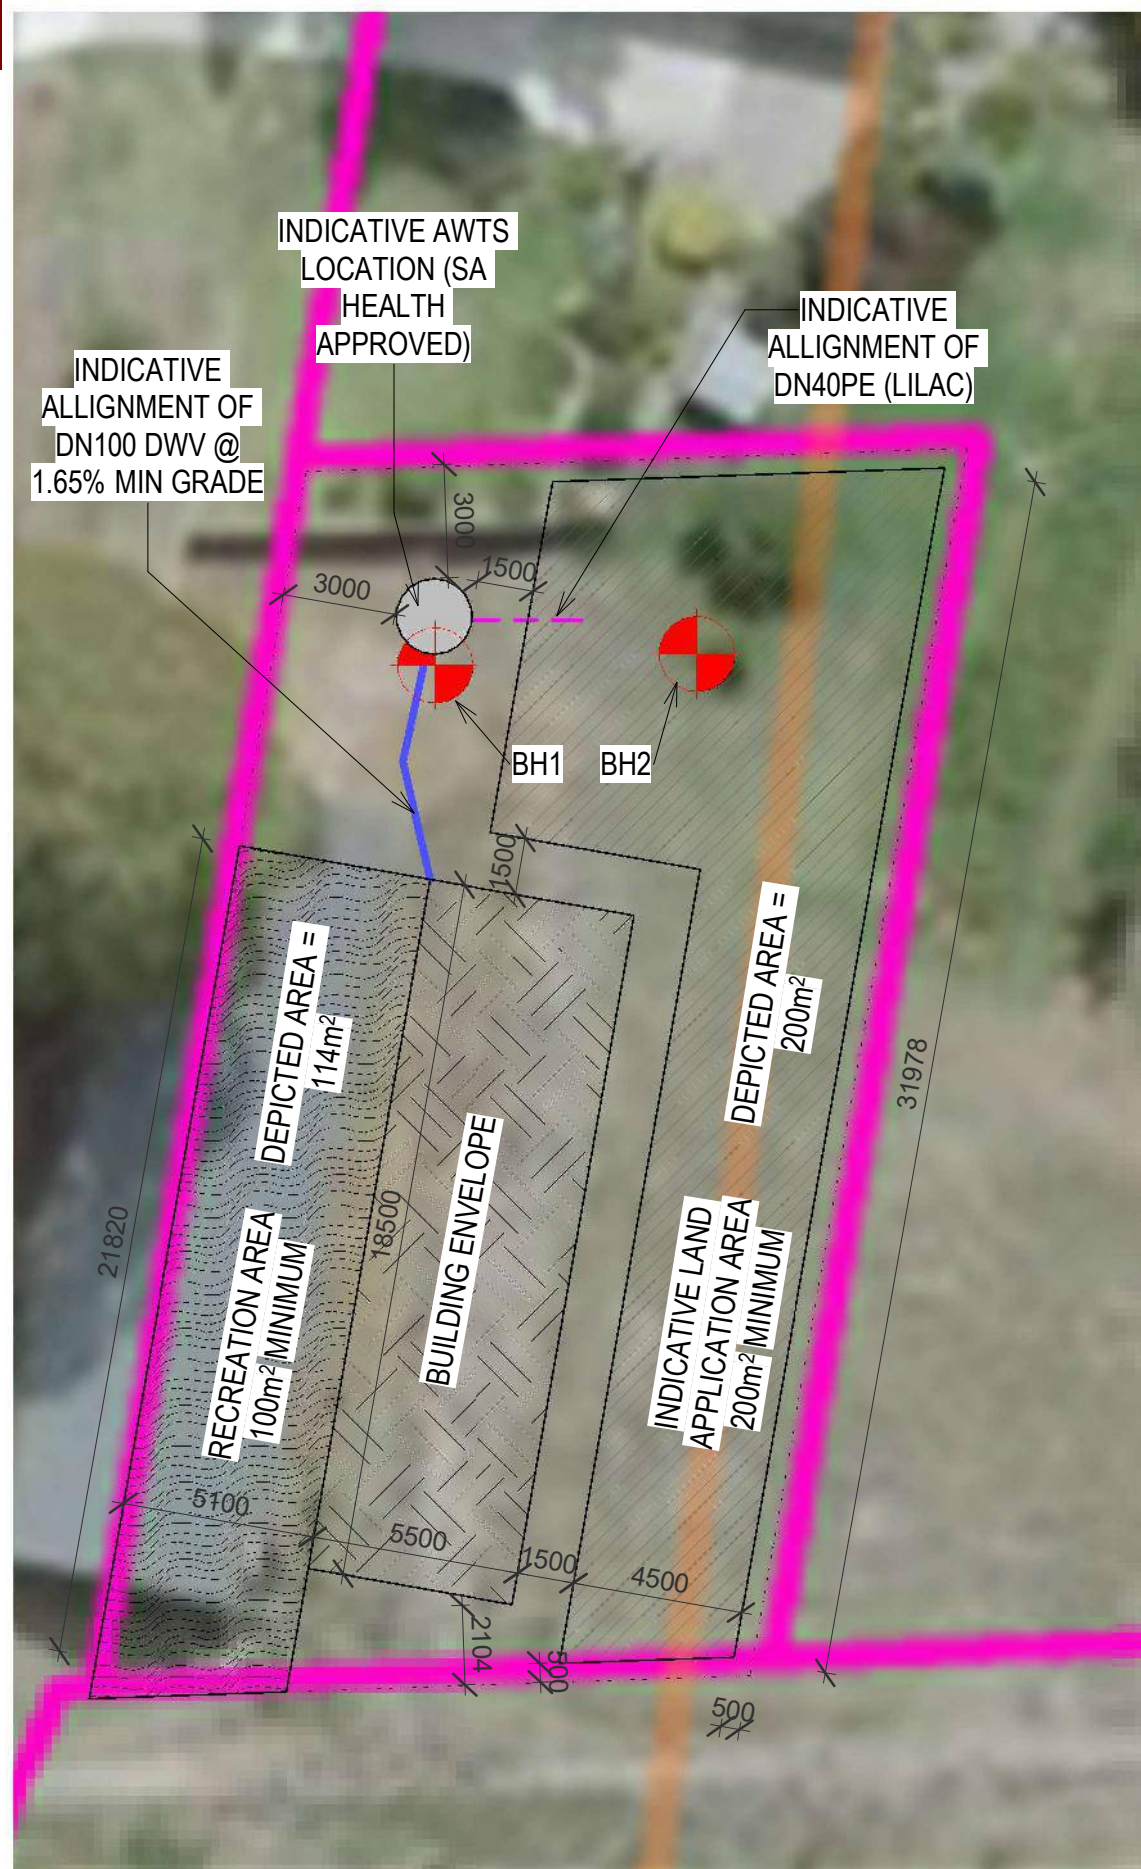 INDICATIVE AWTS
LOCATION (SA
HEALTH
APPROVED)
INDICATIVE
ALLIGNMENT OF
DN40PE (LILAC)
INDICATIVE
ALLIGNMENT OF
DN100 DWV @
1.65% MIN GRADE
3000
1500
3000
BH1
BH2
1500
DEPICTED AREA =
114m²
DEPICTED AREA =
200m²
31978
21820
18500
BUILDING ENVELOPE
RECREATION AREA
100m² MINIMUM
INDICATIVE LAND
APPLICATION AREA
200m² MINIMUM
5100
5500
1500
4500
2104
500
500